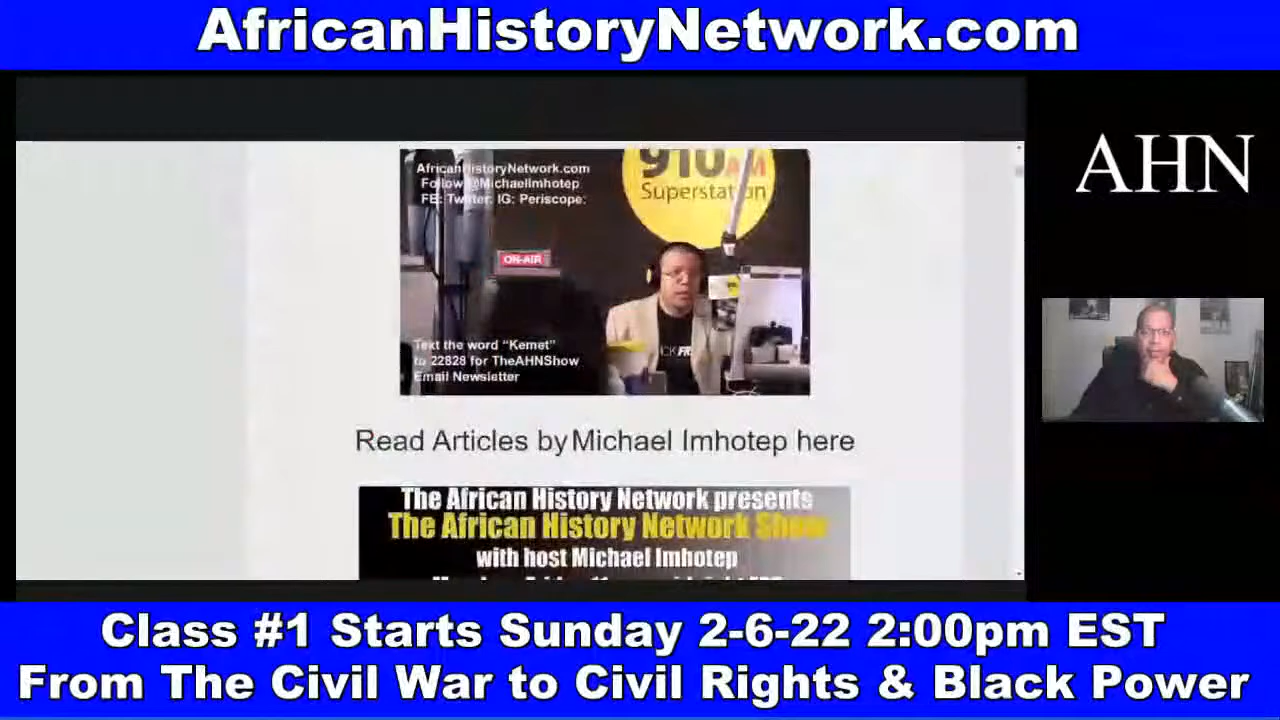 AfricanHistoryNetwork.com
AHN
AfricanHistoryNetwork.com
Follow @MichaelImhotep
FB: Twitter: IG: Periscope:
910AM
Superstation
ON-AIR
Text the word “Kemet”
to 22828 for TheAHNShow
Email Newsletter
Read Articles by Michael Imhotep here
The African History Network presents
The African History Network Show
with host Michael Imhotep
Class #1 Starts Sunday 2-6-22 2:00pm EST
From The Civil War to Civil Rights & Black Power